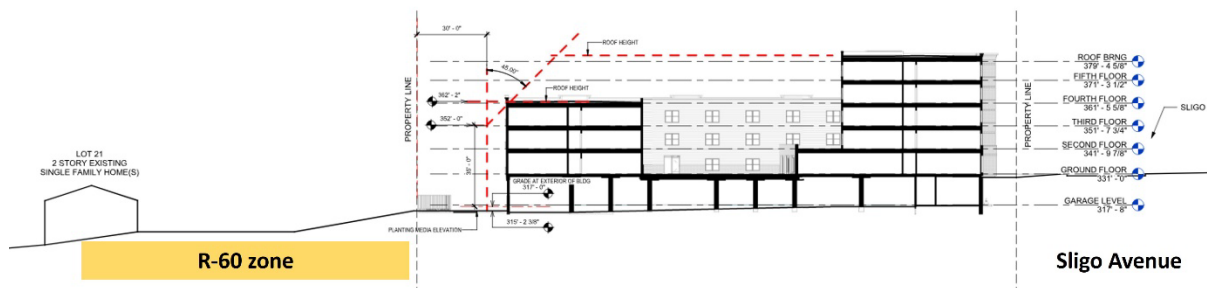 30' - 0"
ROOF HEIGHT
45.00°
ROOF HEIGHT
PROPERTY LINE
362' - 2"
352' - 0"
35' - 0"
LOT 21
2 STORY EXISTING
SINGLE FAMILY HOME(S)
GRADE AT EXTERIOR OF BLDG
317' - 0"
315' - 2 3/8"
PLANTING MEDIA ELEVATION
PROPERTY LINE
ROOF BRNG
379' - 4 5/8"
FIFTH FLOOR
371' - 3 1/2"
FOURTH FLOOR
361' - 5 5/8"
THIRD FLOOR
351' - 7 3/4"
SECOND FLOOR
341' - 9 7/8"
GROUND FLOOR
331' - 0"
GARAGE LEVEL
317' - 8"
SLIGO
R-60 zone
Sligo Avenue